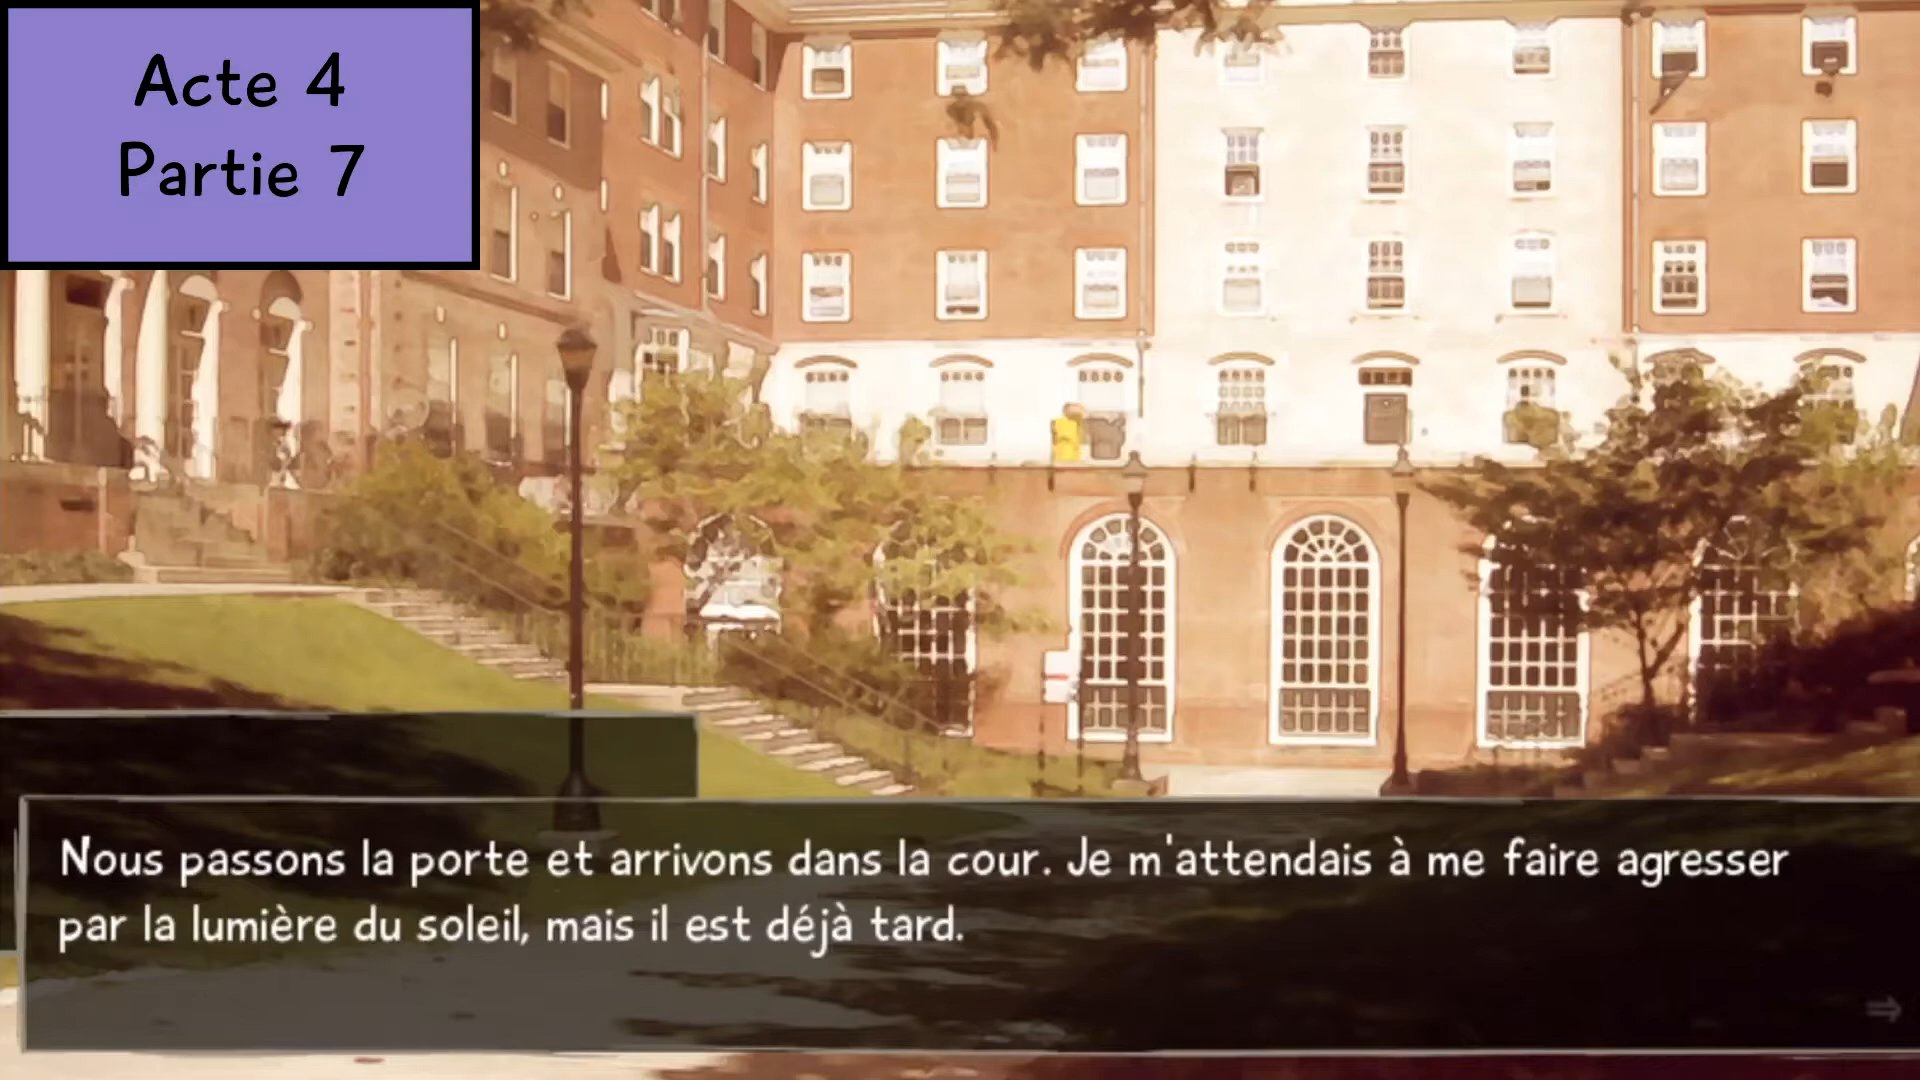 Acte 4
Partie 7
Nous passons la porte et arrivons dans la cour. Je m'attendais à me faire agresser
par la lumière du soleil, mais il est déjà tard.